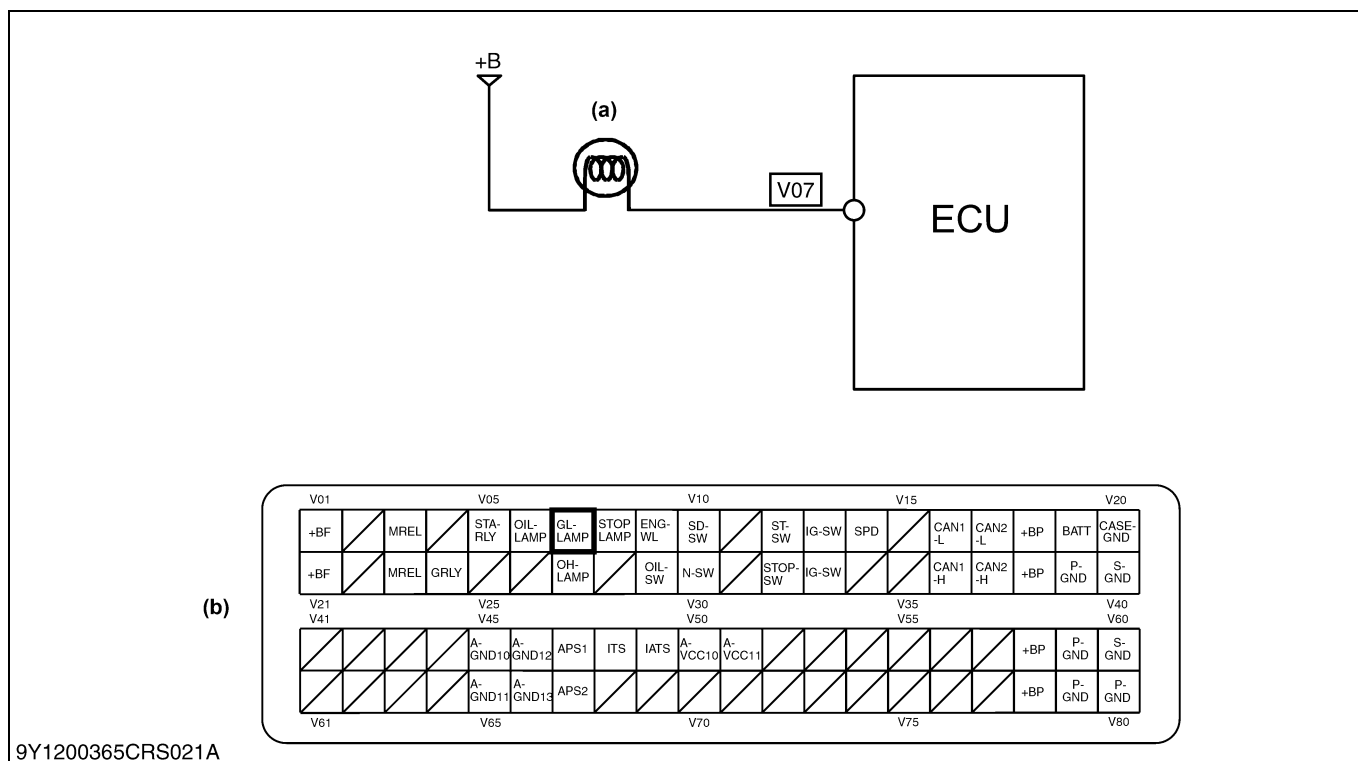 +B
(a)
V07
ECU
(b)
V01 V05 V10 V15 V20
+BF MREL STA-RLY OIL-LAMP GL-LAMP STOP LAMP ENG-WL SD-SW ST-SW IG-SW SPD CAN1-L CAN2-L +BP BATT CASE-GND
+BF MREL GRLY OH-LAMP OIL-SW N-SW STOP-SW IG-SW CAN1-H CAN2-H +BP P-GND S-GND
V21 V25 V30 V35 V40
V41 V45 V50 V55 V60
A-GND10 A-GND12 APS1 ITS IATS A-VCC10 A-VCC11 +BP P-GND S-GND
A-GND11 A-GND13 APS2 +BP P-GND P-GND
V61 V65 V70 V75 V80
9Y1200365CRS021A